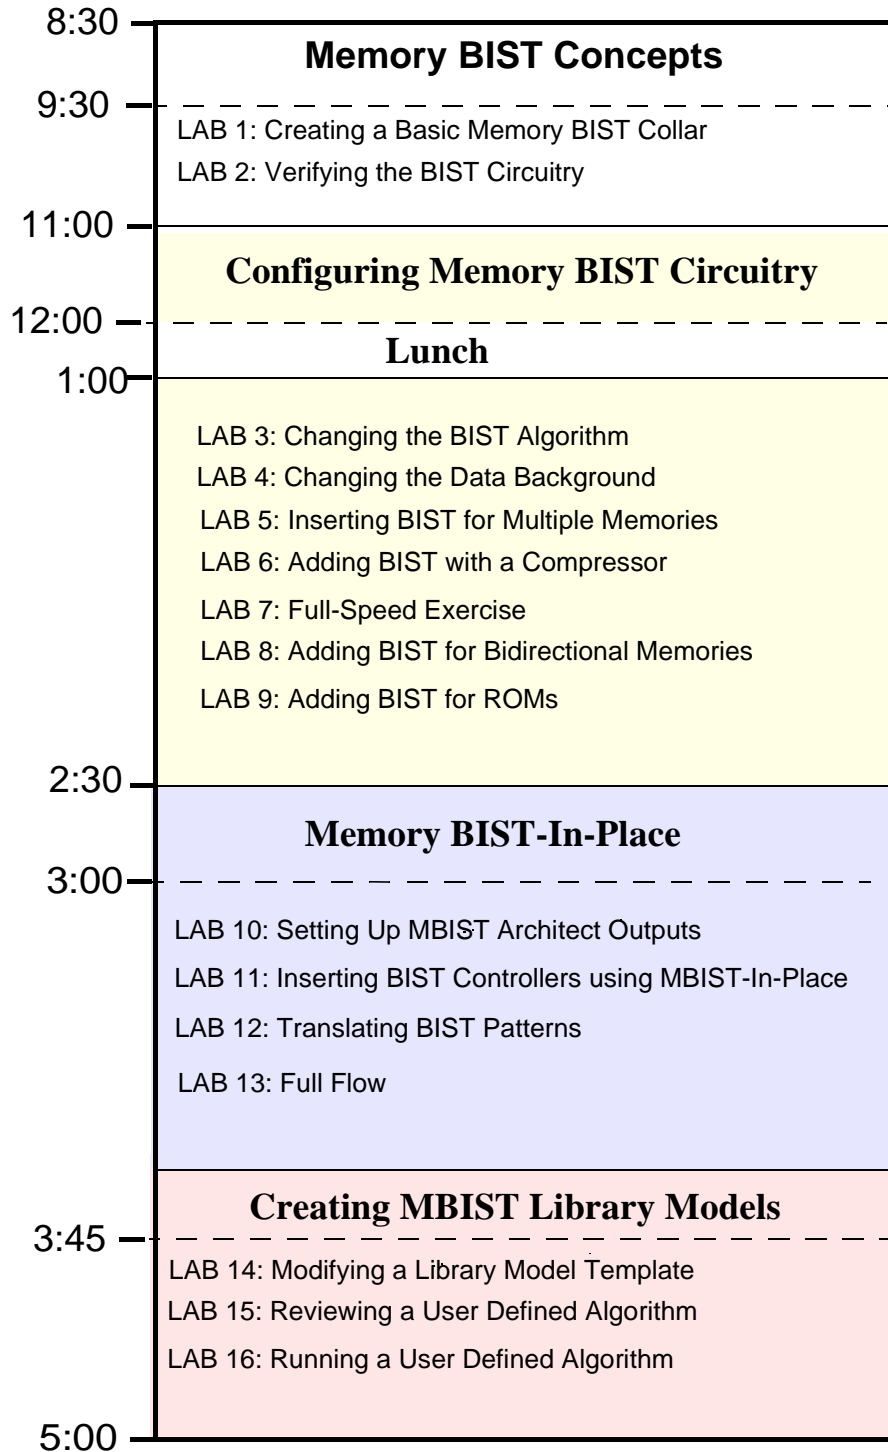 8:30
Memory BIST Concepts
9:30
LAB 1: Creating a Basic Memory BIST Collar
LAB 2: Verifying the BIST Circuitry
11:00
Configuring Memory BIST Circuitry
12:00
Lunch
1:00
LAB 3: Changing the BIST Algorithm
LAB 4: Changing the Data Background
LAB 5: Inserting BIST for Multiple Memories
LAB 6: Adding BIST with a Compressor
LAB 7: Full-Speed Exercise
LAB 8: Adding BIST for Bidirectional Memories
LAB 9: Adding BIST for ROMs
2:30
Memory BIST-In-Place
3:00
LAB 10: Setting Up MBIST Architect Outputs
LAB 11: Inserting BIST Controllers using MBIST-In-Place
LAB 12: Translating BIST Patterns
LAB 13: Full Flow
Creating MBIST Library Models
3:45
LAB 14: Modifying a Library Model Template
LAB 15: Reviewing a User Defined Algorithm
LAB 16: Running a User Defined Algorithm
5:00